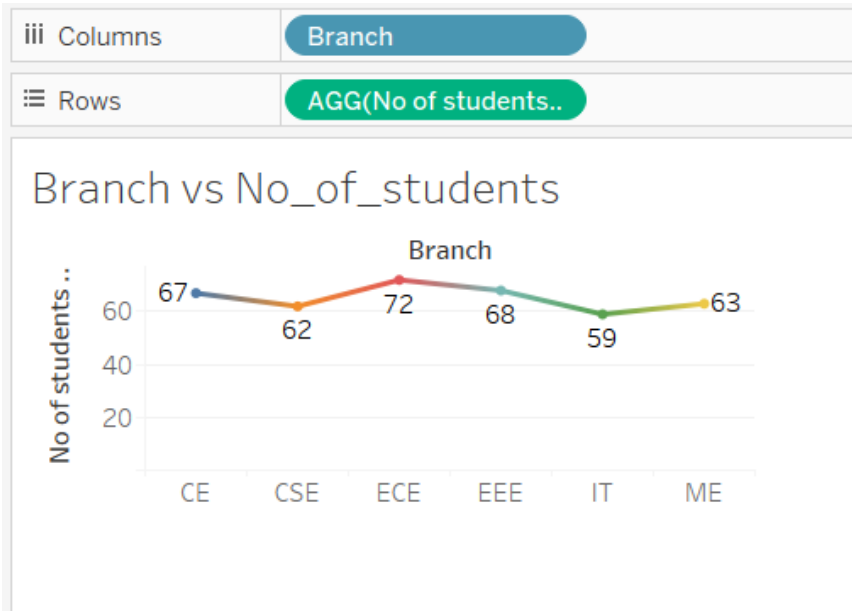 Columns Branch
Rows AGG(No of students..
Branch vs No_of_students
Branch
No of students ..
60
40
20
67
62
72
68
59
63
CE CSE ECE EEE IT ME